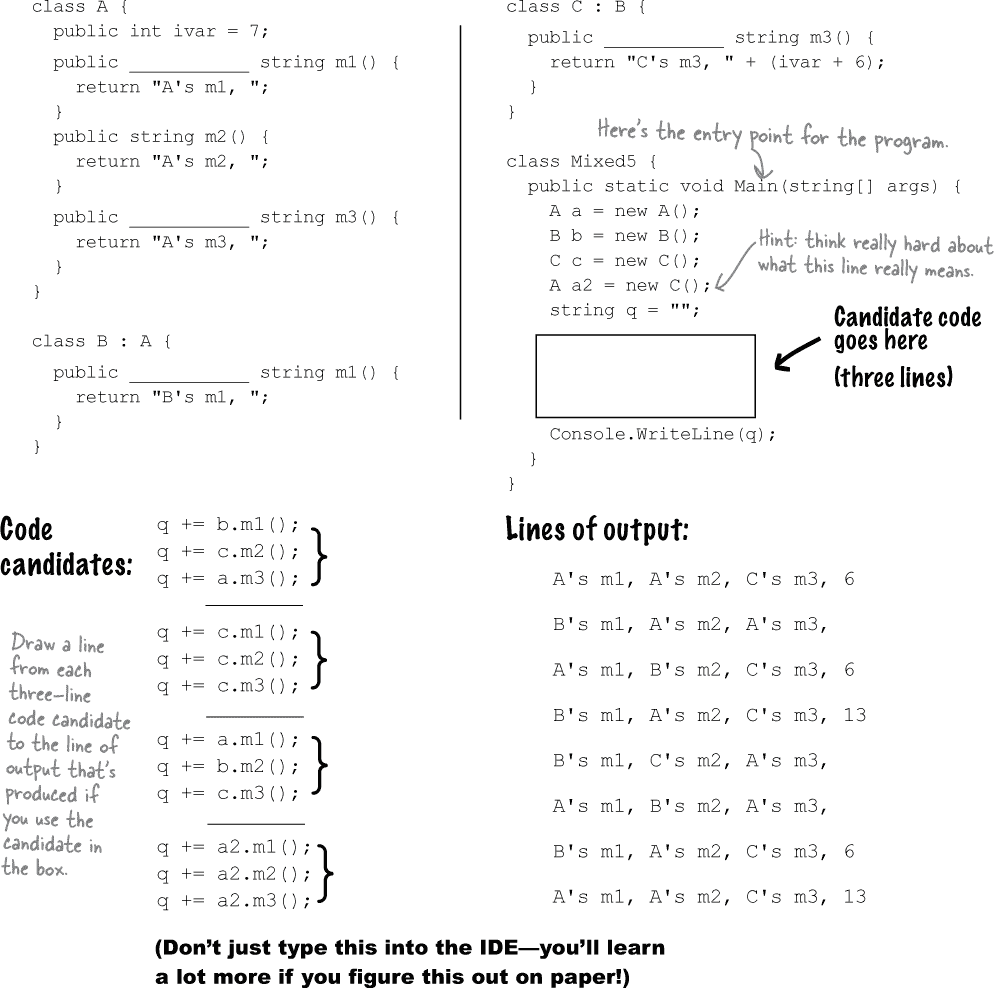 class A {
public int ivar = 7;
public ___________ string m1() {
return "A's m1, ";
}
public string m2() {
return "A's m2, ";
}
public ___________ string m3() {
return "A's m3, ";
}
}
class B : A {
public ___________ string m1() {
return "B's m1, ";
}
}
class C : B {
public ___________ string m3() {
return "C's m3, " + (ivar + 6);
}
}
Here's the entry point for the program.
class Mixed5 {
public static void Main(string[] args) {
A a = new A();
B b = new B();
C c = new C();
A a2 = new C();
string q = "";
Hint: think really hard about
what this line really means.
Candidate code
goes here
(three lines)
Console.WriteLine(q);
}
}
Code
candidates:
q += b.m1();
q += c.m2();
q += a.m3();
}
q += c.m1();
q += c.m2();
q += c.m3();
}
q += a.m1();
q += b.m2();
q += c.m3();
}
q += a2.m1();
q += a2.m2();
q += a2.m3();
}
Draw a line
from each
three-line
code candidate
to the line of
output that's
produced if
you use the
candidate in
the box.
Lines of output:
A's m1, A's m2, C's m3, 6
B's m1, A's m2, A's m3,
A's m1, B's m2, C's m3, 6
B's m1, A's m2, C's m3, 13
B's m1, C's m2, A's m3,
A's m1, B's m2, A's m3,
B's m1, A's m2, C's m3, 6
A's m1, A's m2, C's m3, 13
(Don't just type this into the IDE—you'll learn
a lot more if you figure this out on paper!)